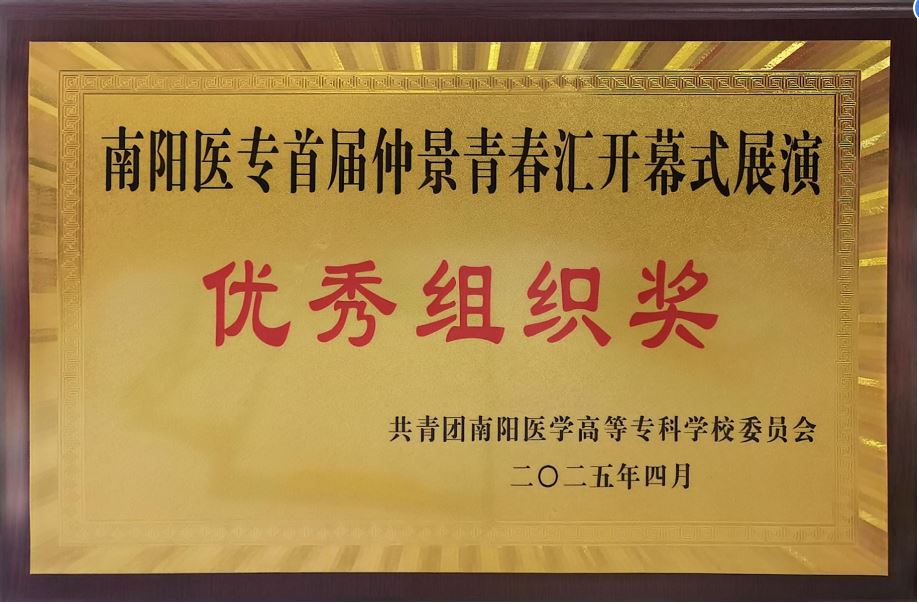 南阳医专首届仲景青春汇开幕式展演
优秀组织奖
共青团南阳医学高等专科学校委员会
二〇二五年四月